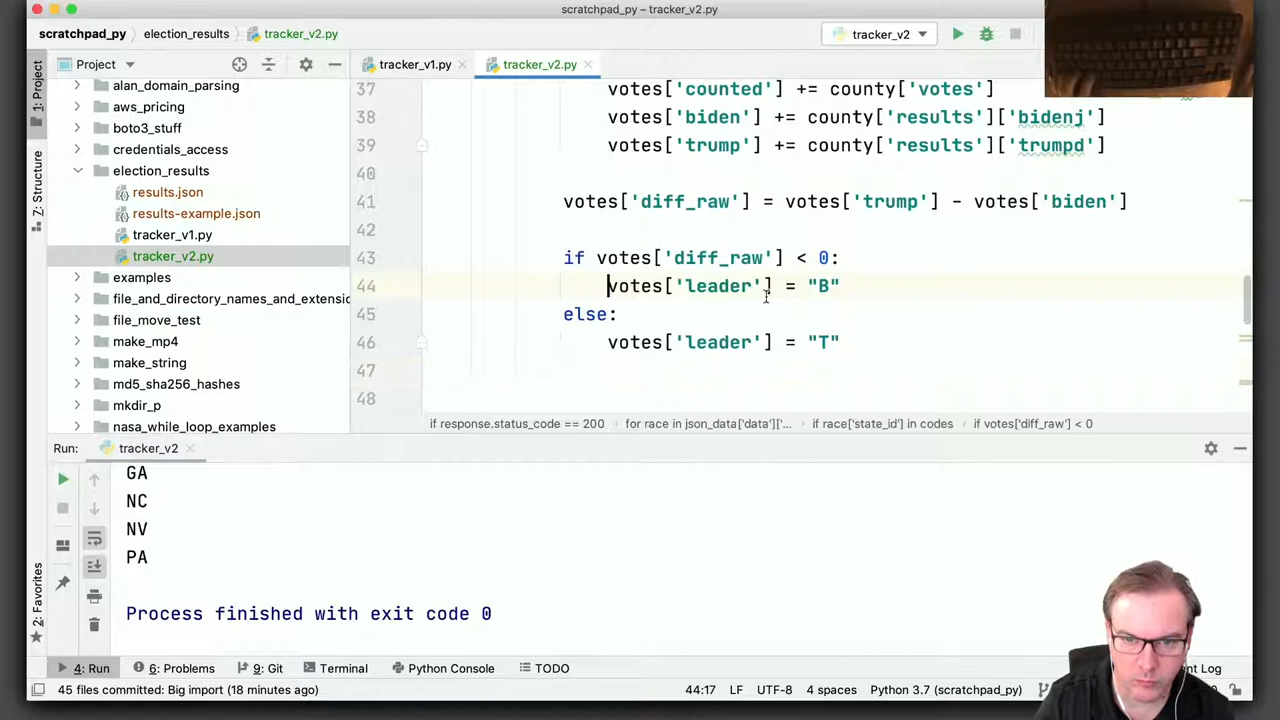 scratchpad_py – tracker_v2.py
scratchpad_py
election_results
tracker_v2.py
tracker_v2
1: Project
Z: Structure
2: Favorites
Project
alan_domain_parsing
aws_pricing
boto3_stuff
credentials_access
election_results
results.json
results-example.json
tracker_v1.py
tracker_v2.py
examples
file_and_directory_names_and_extensio
file_move_test
make_mp4
make_string
md5_sha256_hashes
mkdir_p
nasa_while_loop_examples
tracker_v1.py
tracker_v2.py
37 votes['counted'] += county['votes']
38 votes['biden'] += county['results']['bidenj']
39 votes['trump'] += county['results']['trumpd']
40
41 votes['diff_raw'] = votes['trump'] - votes['biden']
42
43 if votes['diff_raw'] < 0:
44 votes['leader'] = "B"
45 else:
46 votes['leader'] = "T"
47
48
if response.status_code == 200 for race in json_data['data']['... if race['state_id'] in codes if votes['diff_raw'] < 0
Run: tracker_v2
GA
NC
NV
PA
Process finished with exit code 0
4: Run 6: Problems 9: Git Terminal Python Console TODO nt Log
45 files committed: Big import (18 minutes ago) 44:17 LF UTF-8 4 spaces Python 3.7 (scratchpad_py)